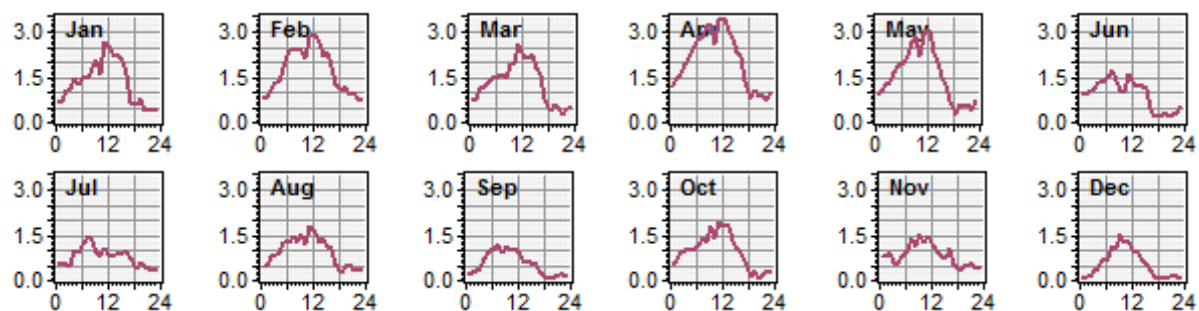 Jan Feb Mar Apr May Jun
3.0 3.0 3.0 3.0 3.0 3.0
1.5 1.5 1.5 1.5 1.5 1.5
0.0 0.0 0.0 0.0 0.0 0.0
0 12 24 0 12 24 0 12 24 0 12 24 0 12 24 0 12 24
Jul Aug Sep Oct Nov Dec
3.0 3.0 3.0 3.0 3.0 3.0
1.5 1.5 1.5 1.5 1.5 1.5
0.0 0.0 0.0 0.0 0.0 0.0
0 12 24 0 12 24 0 12 24 0 12 24 0 12 24 0 12 24